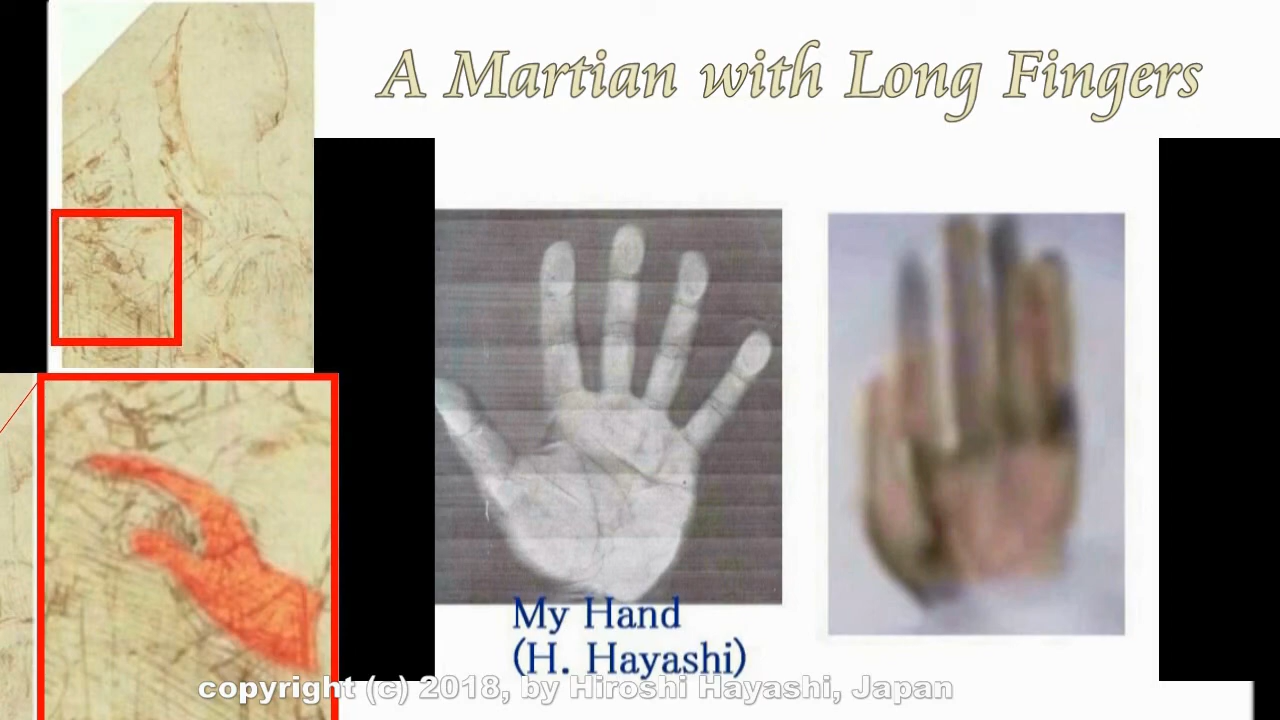 A Martian with Long Fingers
My Hand
(H. Hayashi)
copyright (c) 2018, by Hiroshi Hayashi, Japan